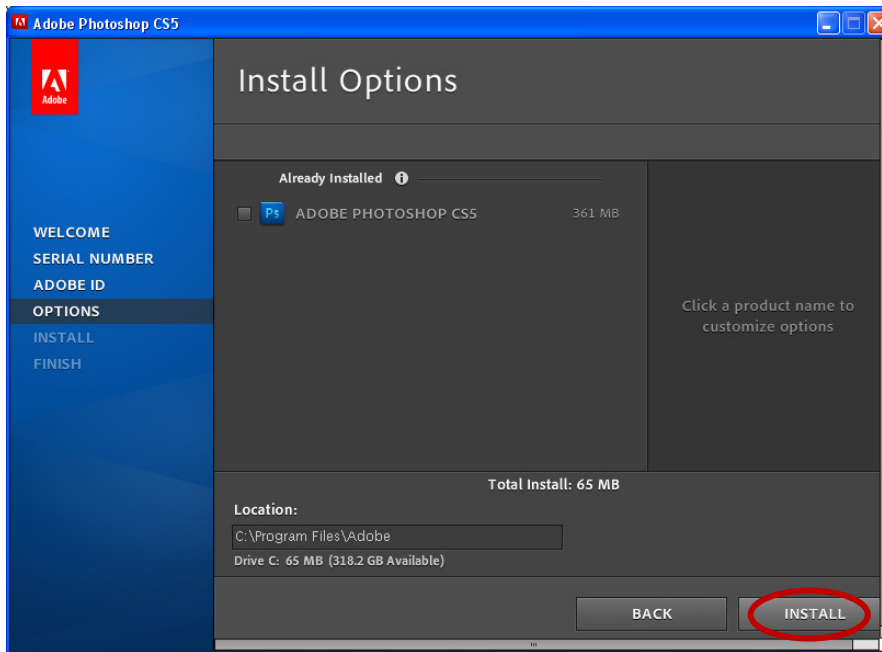 Adobe Photoshop CS5
Adobe
Install Options
WELCOME
SERIAL NUMBER
ADOBE ID
OPTIONS
INSTALL
FINISH
Already Installed
Ps ADOBE PHOTOSHOP CS5 361 MB
Click a product name to
customize options
Total Install: 65 MB
Location:
C:\Program Files\Adobe
Drive C: 65 MB (318.2 GB Available)
BACK INSTALL